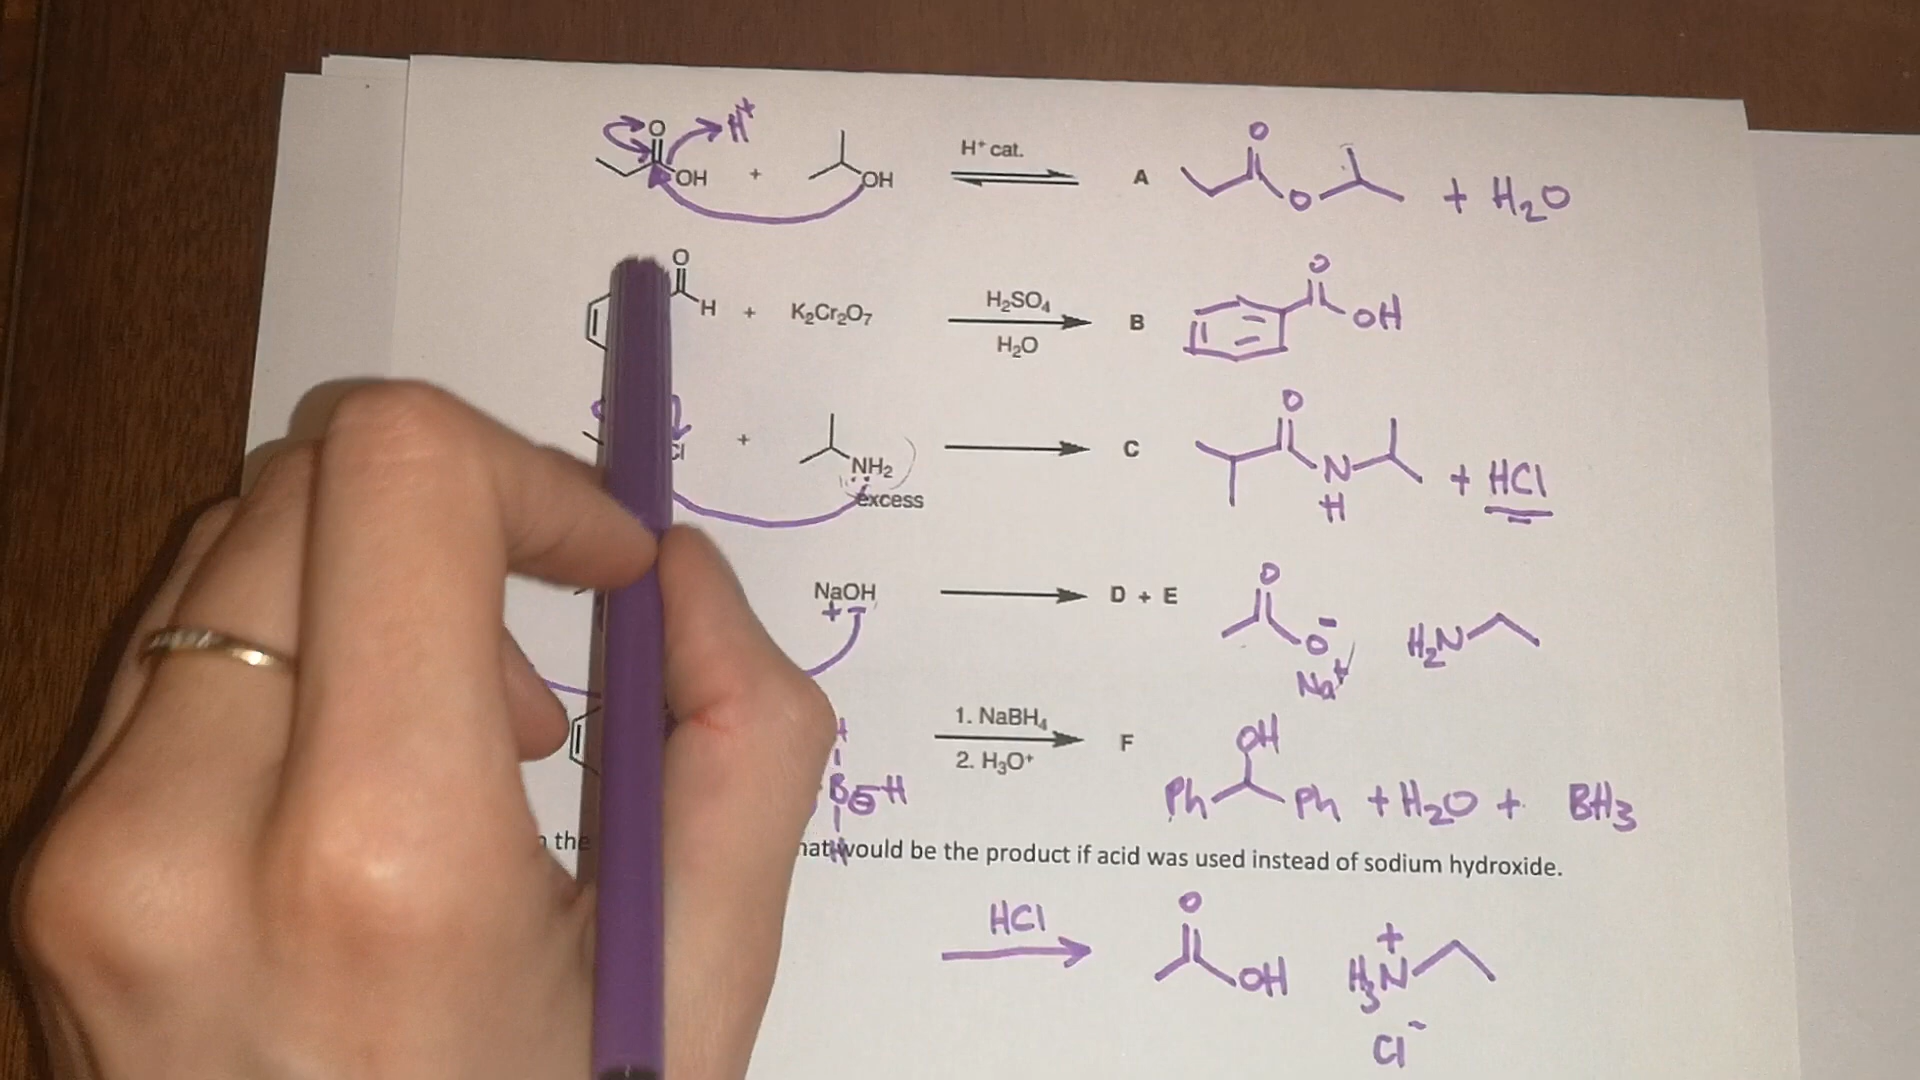 O H+ H+ cat. O
OH + OH A O + H2O
O H2SO4 O
H + K2Cr2O7 B OH
H2O
O
Cl + NH2 C N + HCl
excess H
O
NaOH D + E O- H2N
+ - Na+
H 1. NaBH4 F OH
2. H3O+
B⊖-H Ph Ph + H2O + BH3
H
the would be the product if acid was used instead of sodium hydroxide.
HCl O +
OH H3N
Cl-